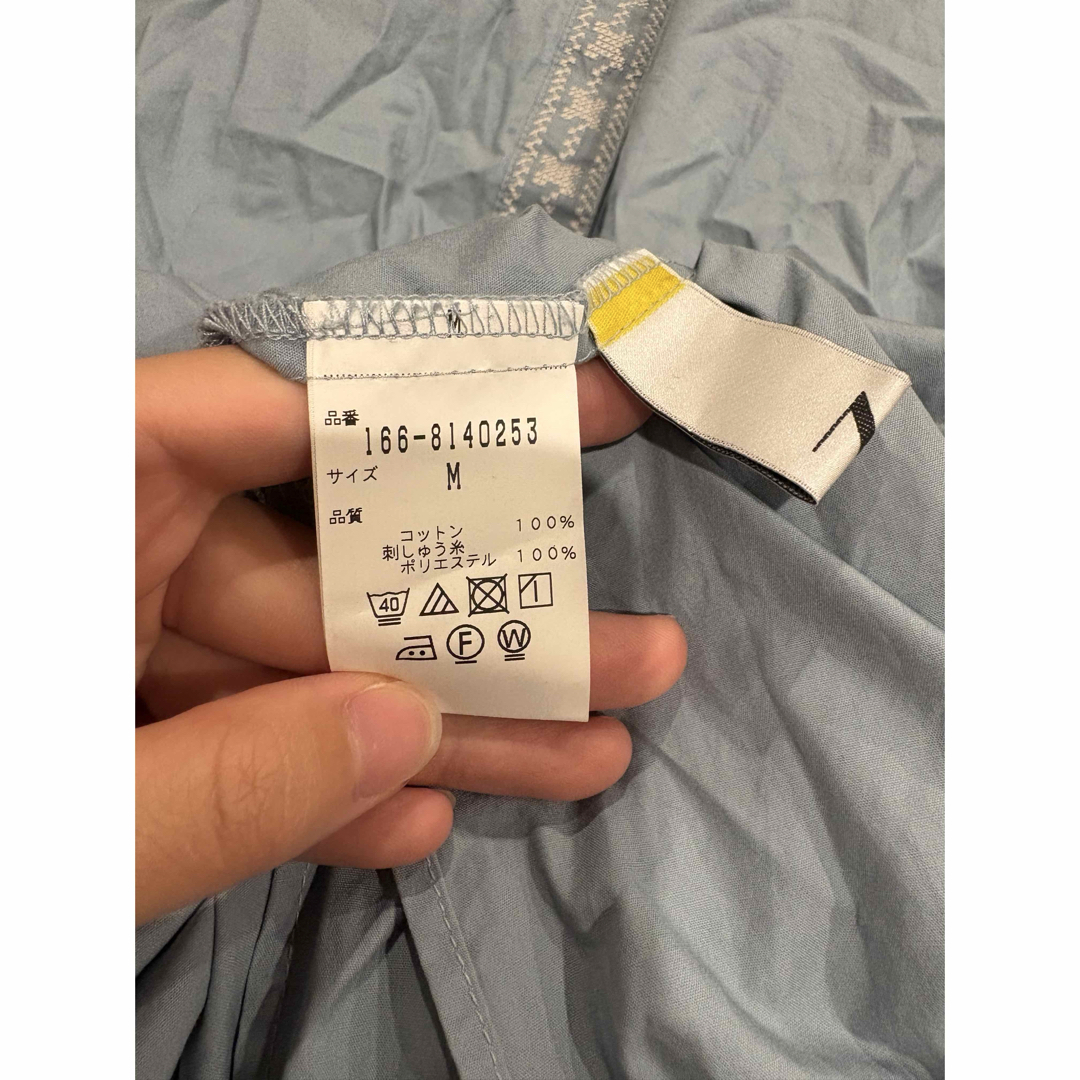 M
品番
166-8140253
サイズ M
品質
コットン 100%
刺しゅう糸
ポリエステル 100%
40
F W